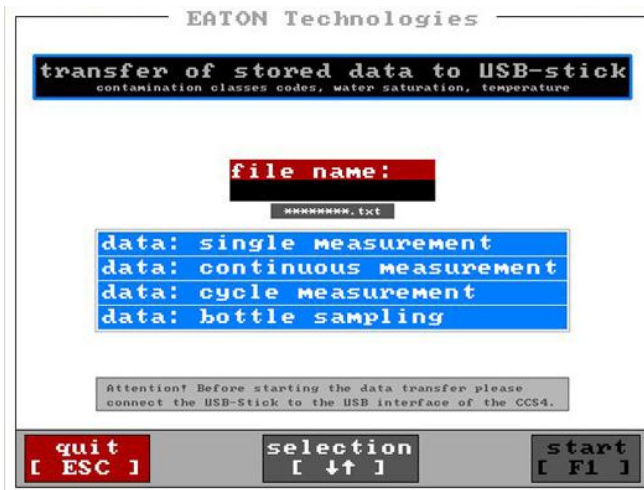 EATON Technologies
transfer of stored data to USB-stick
contamination classes codes, water saturation, temperature
file name:
********.txt
data: single measurement
data: continuous measurement
data: cycle measurement
data: bottle sampling
Attention! Before starting the data transfer please
connect the USB-Stick to the USB interface of the CCS4.
quit
[ ESC ]
selection
[ ↓↑ ]
start
[ F1 ]